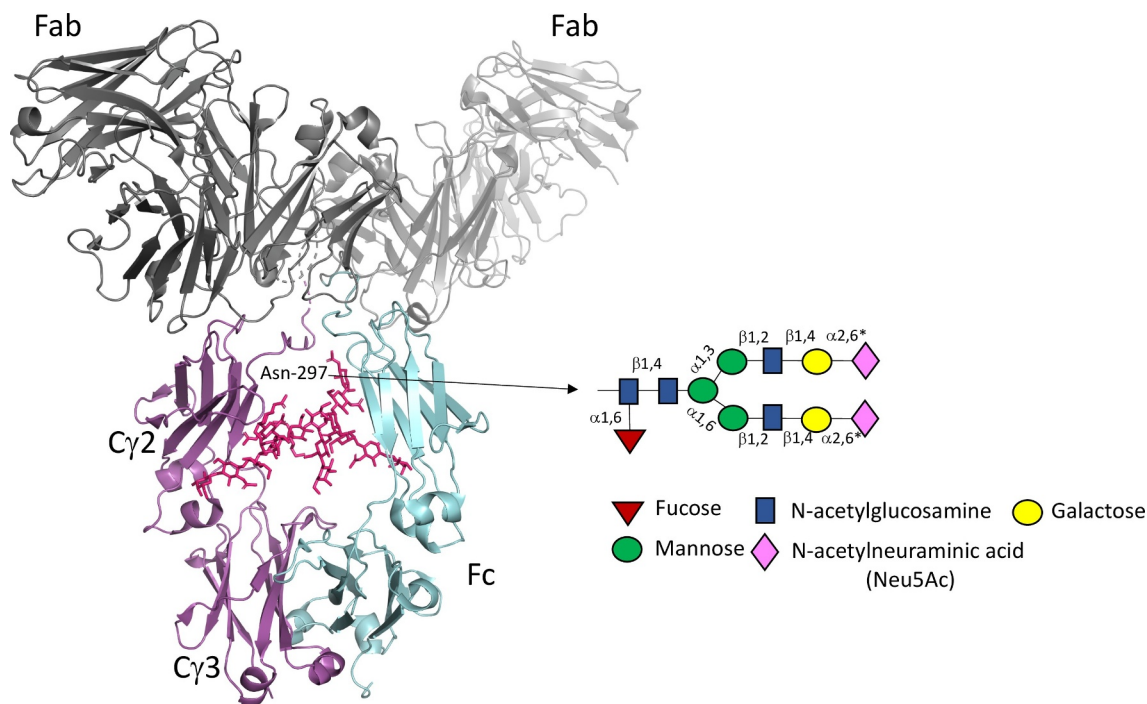 Fab
Fab
Asn-297
Cγ2
Fc
Cγ3
β1,2
β1,4
α2,6*
β1,4
α1,3
α1,6
α1,6
β1,2
β1,4
α2,6*
Fucose
N-acetylglucosamine
Galactose
Mannose
N-acetylneuraminic acid
(Neu5Ac)